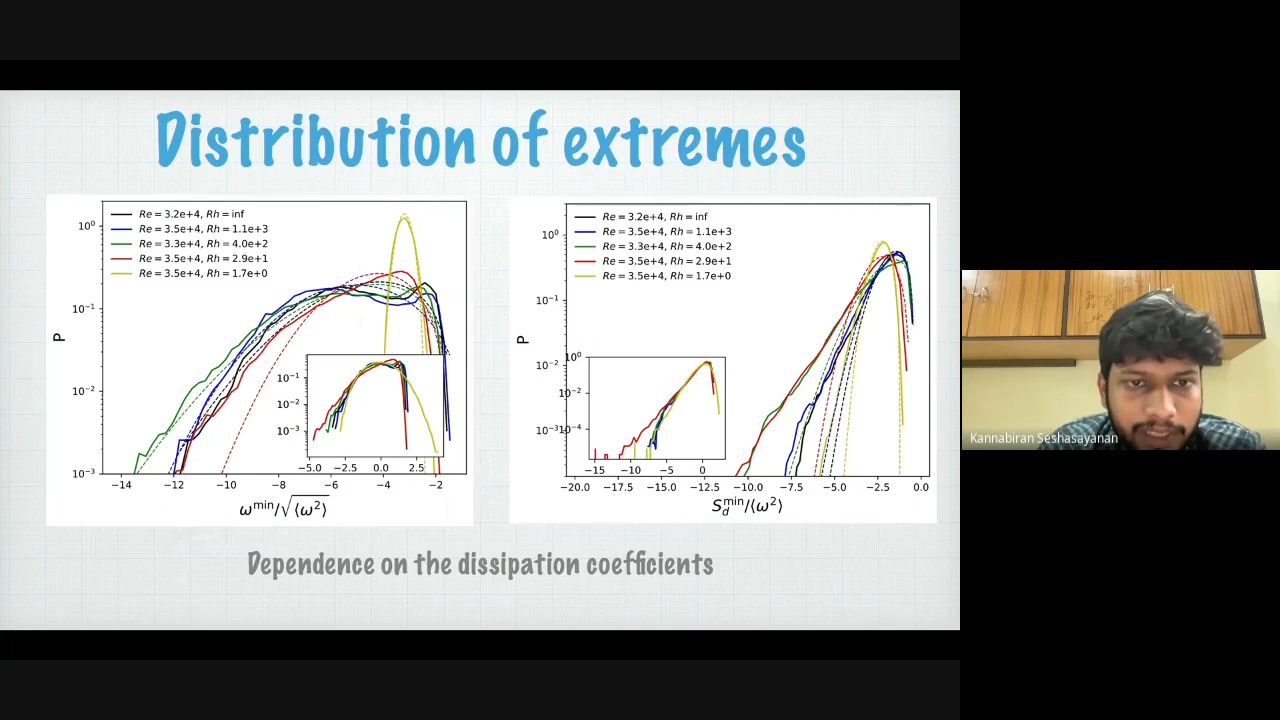 Distribution of extremes
Re = 3.2e+4, Rh = inf
Re = 3.5e+4, Rh = 1.1e+3
Re = 3.3e+4, Rh = 4.0e+2
Re = 3.5e+4, Rh = 2.9e+1
Re = 3.5e+4, Rh = 1.7e+0
10⁰
10⁻¹
10⁻²
10⁻³
P
10⁻¹
10⁻²
10⁻³
−5.0 −2.5 0.0 2.5
−14 −12 −10 −8 −6 −4 −2
ω^min/√⟨ω²⟩
Re = 3.2e+4, Rh = inf
Re = 3.5e+4, Rh = 1.1e+3
Re = 3.3e+4, Rh = 4.0e+2
Re = 3.5e+4, Rh = 2.9e+1
Re = 3.5e+4, Rh = 1.7e+0
10⁰
10⁻¹
10⁻²
P
10⁰
10⁻²
10⁻⁴
−15 −10 −5 0
−20.0 −17.5 −15.0 −12.5 −10.0 −7.5 −5.0 −2.5 0.0
S_d^min/⟨ω²⟩
Dependence on the dissipation coefficients
Kannabiran Seshasayanan